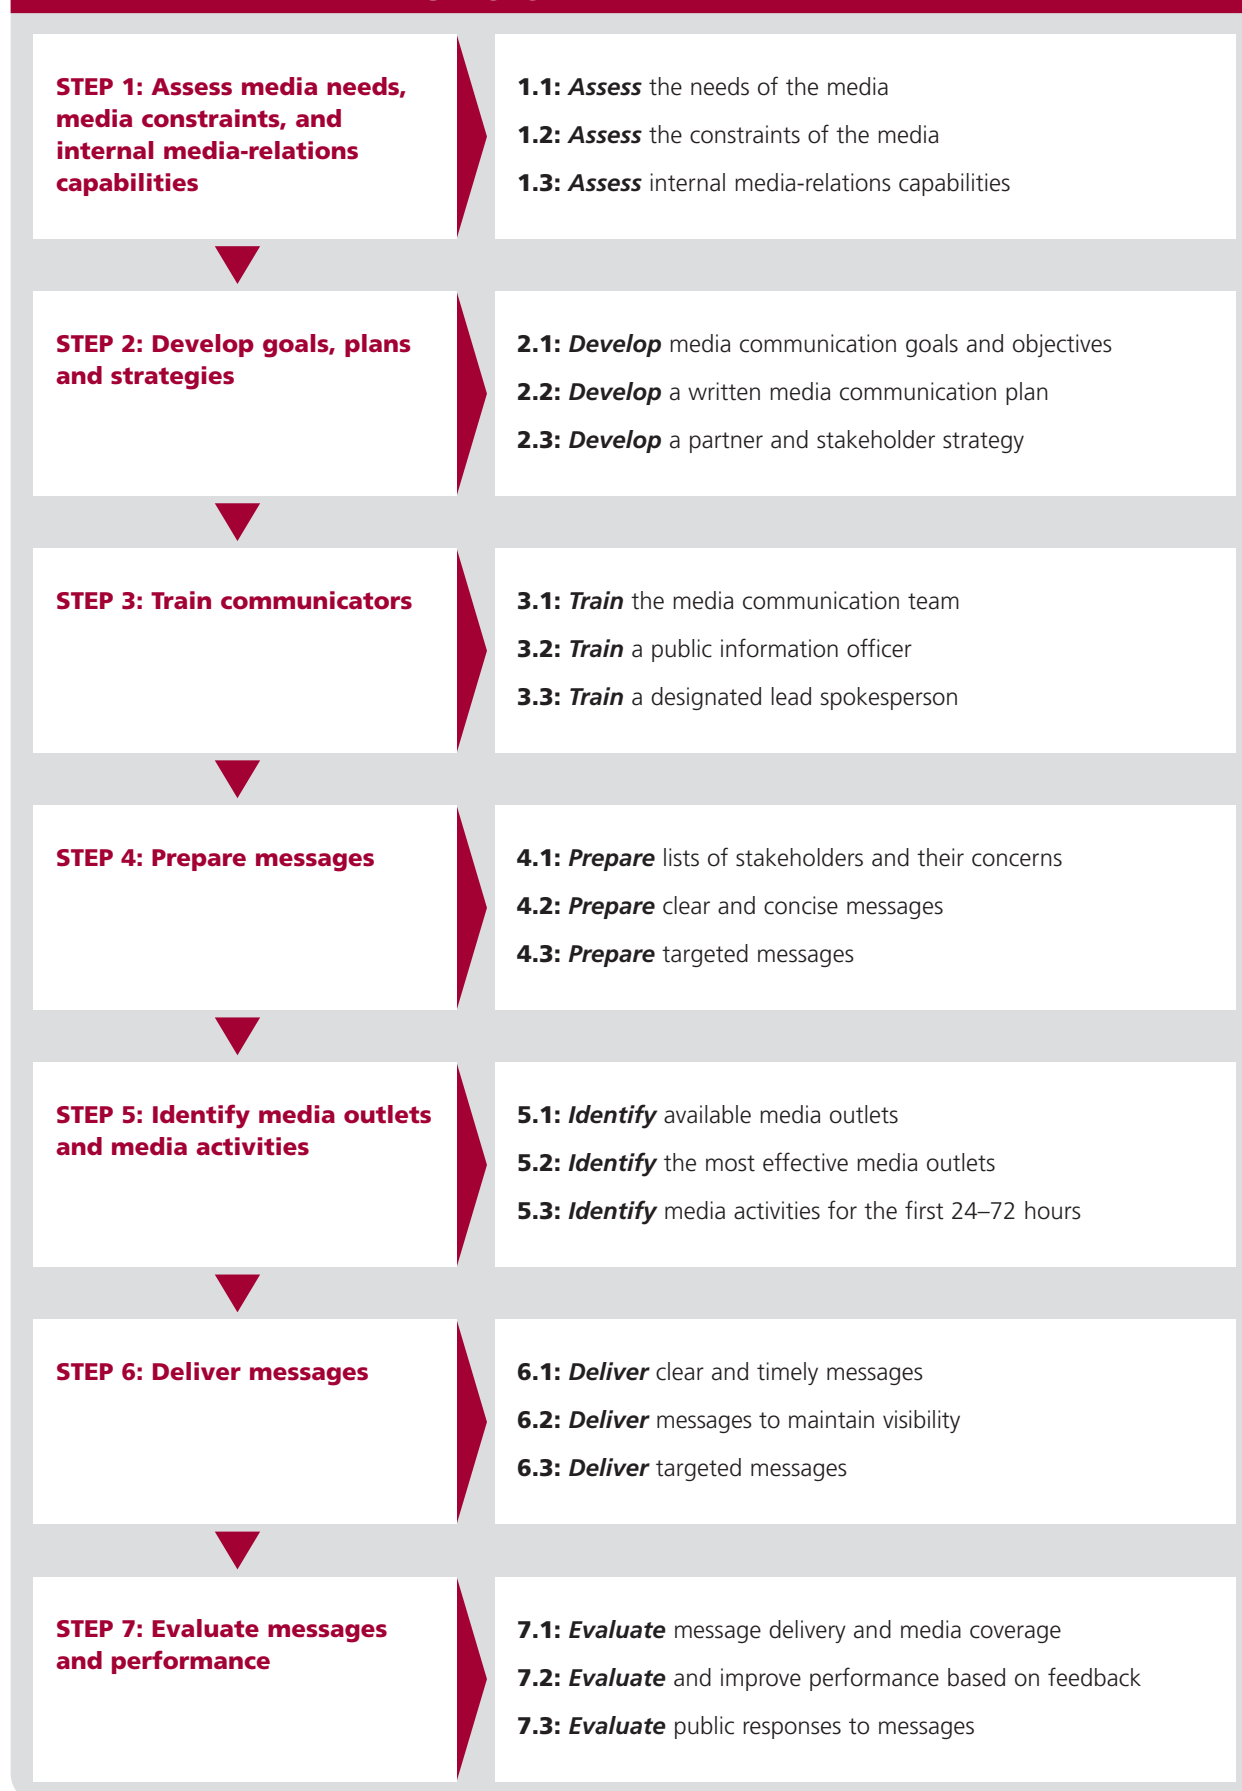 STEP 1: Assess media needs,
media constraints, and
internal media-relations
capabilities
1.1: Assess the needs of the media
1.2: Assess the constraints of the media
1.3: Assess internal media-relations capabilities
STEP 2: Develop goals, plans
and strategies
2.1: Develop media communication goals and objectives
2.2: Develop a written media communication plan
2.3: Develop a partner and stakeholder strategy
STEP 3: Train communicators
3.1: Train the media communication team
3.2: Train a public information officer
3.3: Train a designated lead spokesperson
STEP 4: Prepare messages
4.1: Prepare lists of stakeholders and their concerns
4.2: Prepare clear and concise messages
4.3: Prepare targeted messages
STEP 5: Identify media outlets
and media activities
5.1: Identify available media outlets
5.2: Identify the most effective media outlets
5.3: Identify media activities for the first 24–72 hours
STEP 6: Deliver messages
6.1: Deliver clear and timely messages
6.2: Deliver messages to maintain visibility
6.3: Deliver targeted messages
STEP 7: Evaluate messages
and performance
7.1: Evaluate message delivery and media coverage
7.2: Evaluate and improve performance based on feedback
7.3: Evaluate public responses to messages